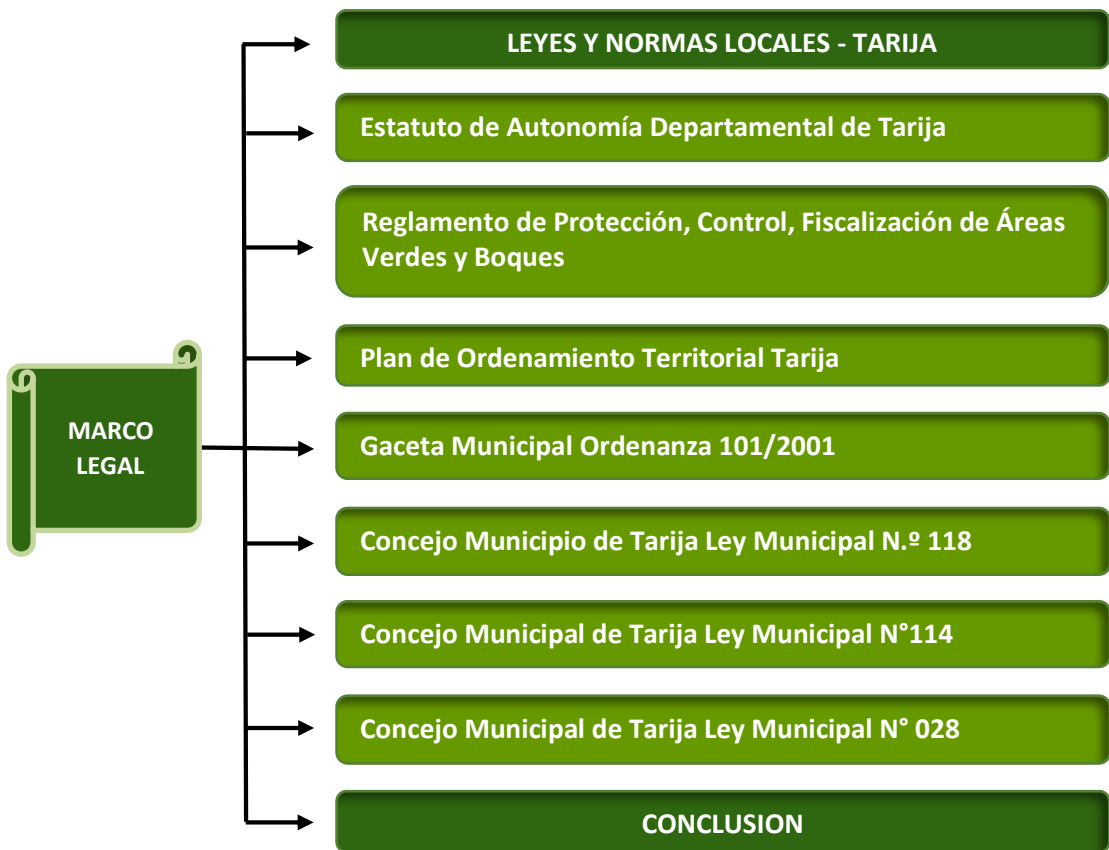 LEYES Y NORMAS LOCALES - TARIJA
Estatuto de Autonomía Departamental de Tarija
Reglamento de Protección, Control, Fiscalización de Áreas
Verdes y Boques
Plan de Ordenamiento Territorial Tarija
MARCO
LEGAL
Gaceta Municipal Ordenanza 101/2001
Concejo Municipio de Tarija Ley Municipal N.º 118
Concejo Municipal de Tarija Ley Municipal N°114
Concejo Municipal de Tarija Ley Municipal N° 028
CONCLUSION